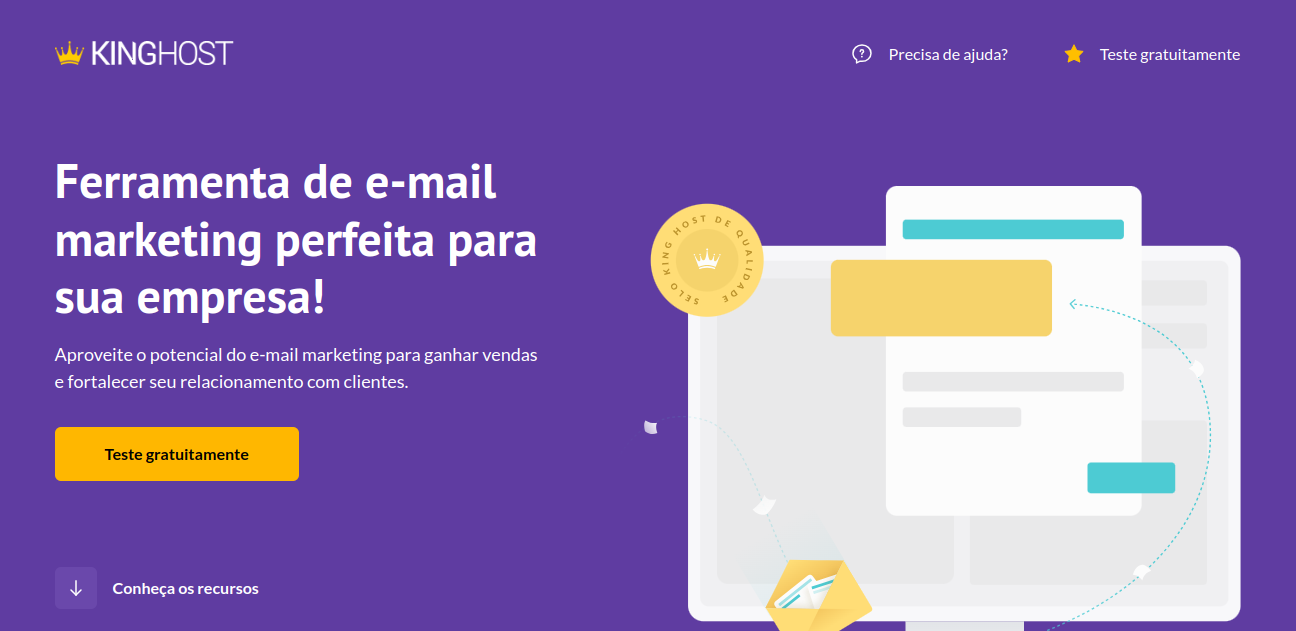 KINGHOST
Precisa de ajuda?
Teste gratuitamente
Ferramenta de e-mail
marketing perfeita para
sua empresa!
Aproveite o potencial do e-mail marketing para ganhar vendas
e fortalecer seu relacionamento com clientes.
Teste gratuitamente
Conheça os recursos
SELO KING HOST DE QUALIDADE